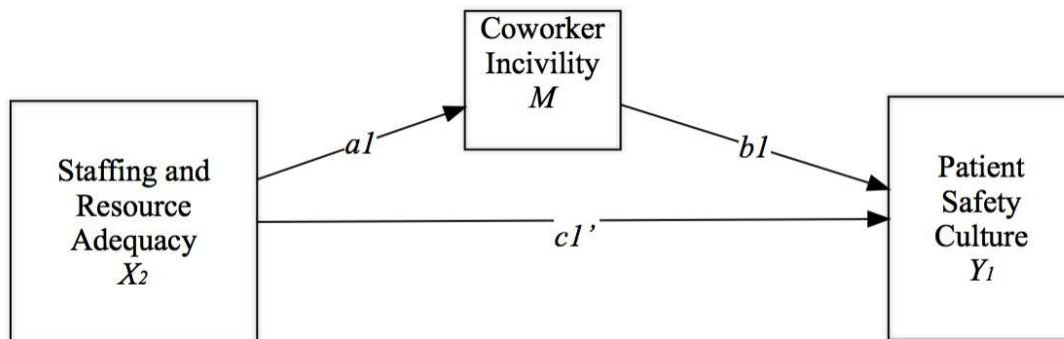 Coworker
Incivility
M
Staffing and
Resource
Adequacy
X2
a1
b1
c1’
Patient
Safety
Culture
Y1